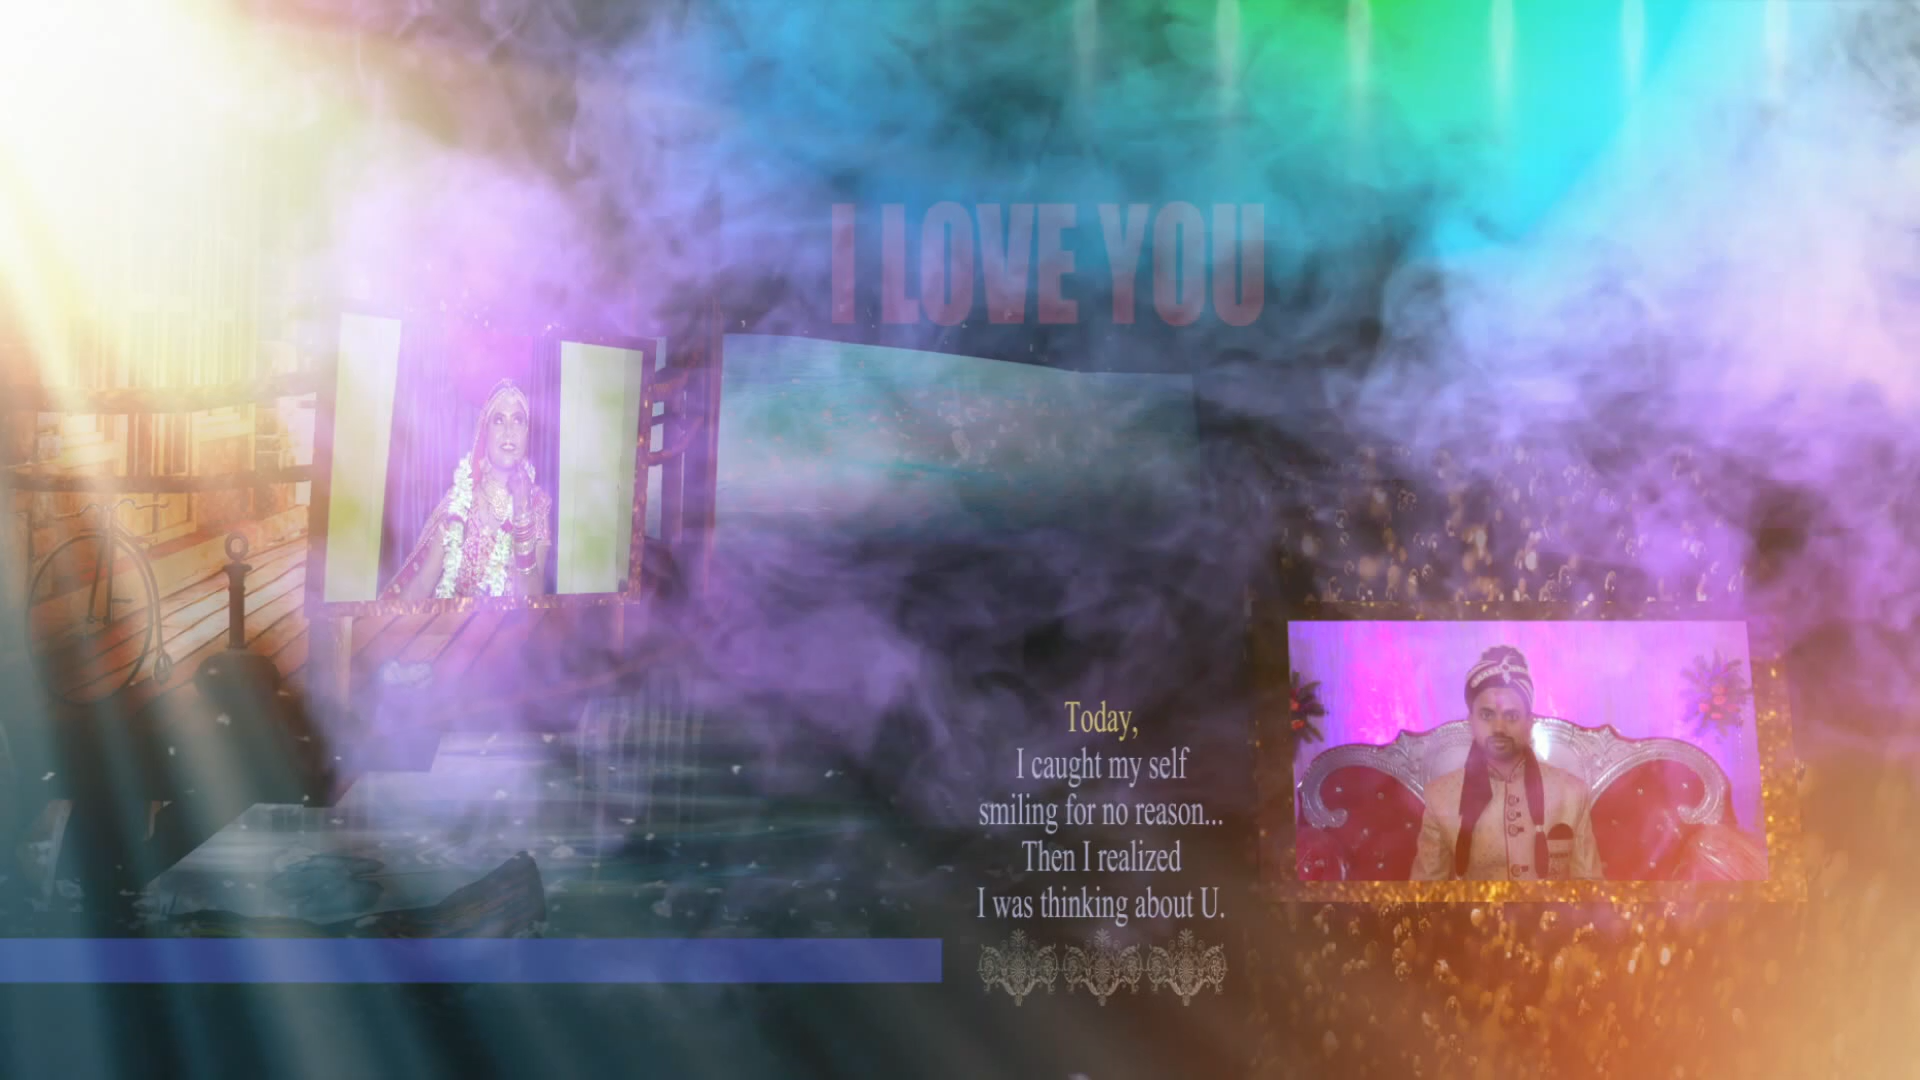 I LOVE YOU
Today,
I caught my self
smiling for no reason...
Then I realized
I was thinking about U.